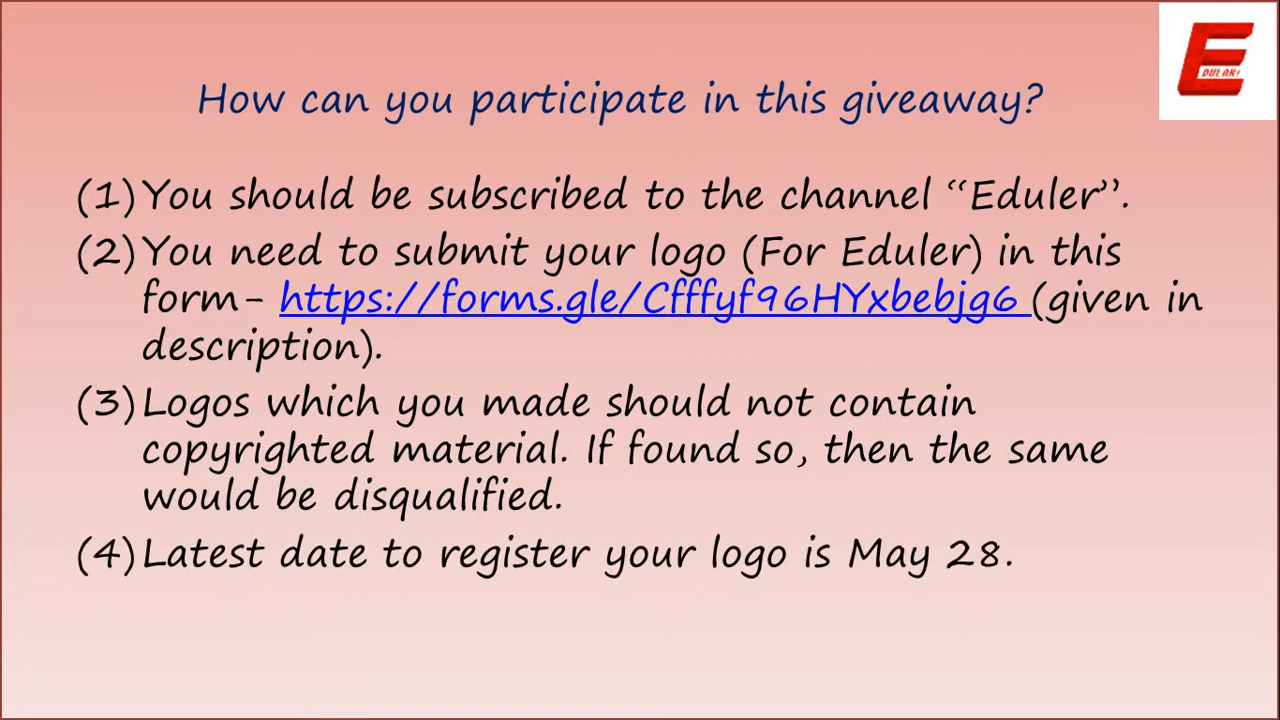 E
DULAR!
How can you participate in this giveaway?
(1) You should be subscribed to the channel “Eduler”.
(2) You need to submit your logo (For Eduler) in this
form- https://forms.gle/Cfffyf96HYxbebjg6 (given in
description).
(3) Logos which you made should not contain
copyrighted material. If found so, then the same
would be disqualified.
(4) Latest date to register your logo is May 28.